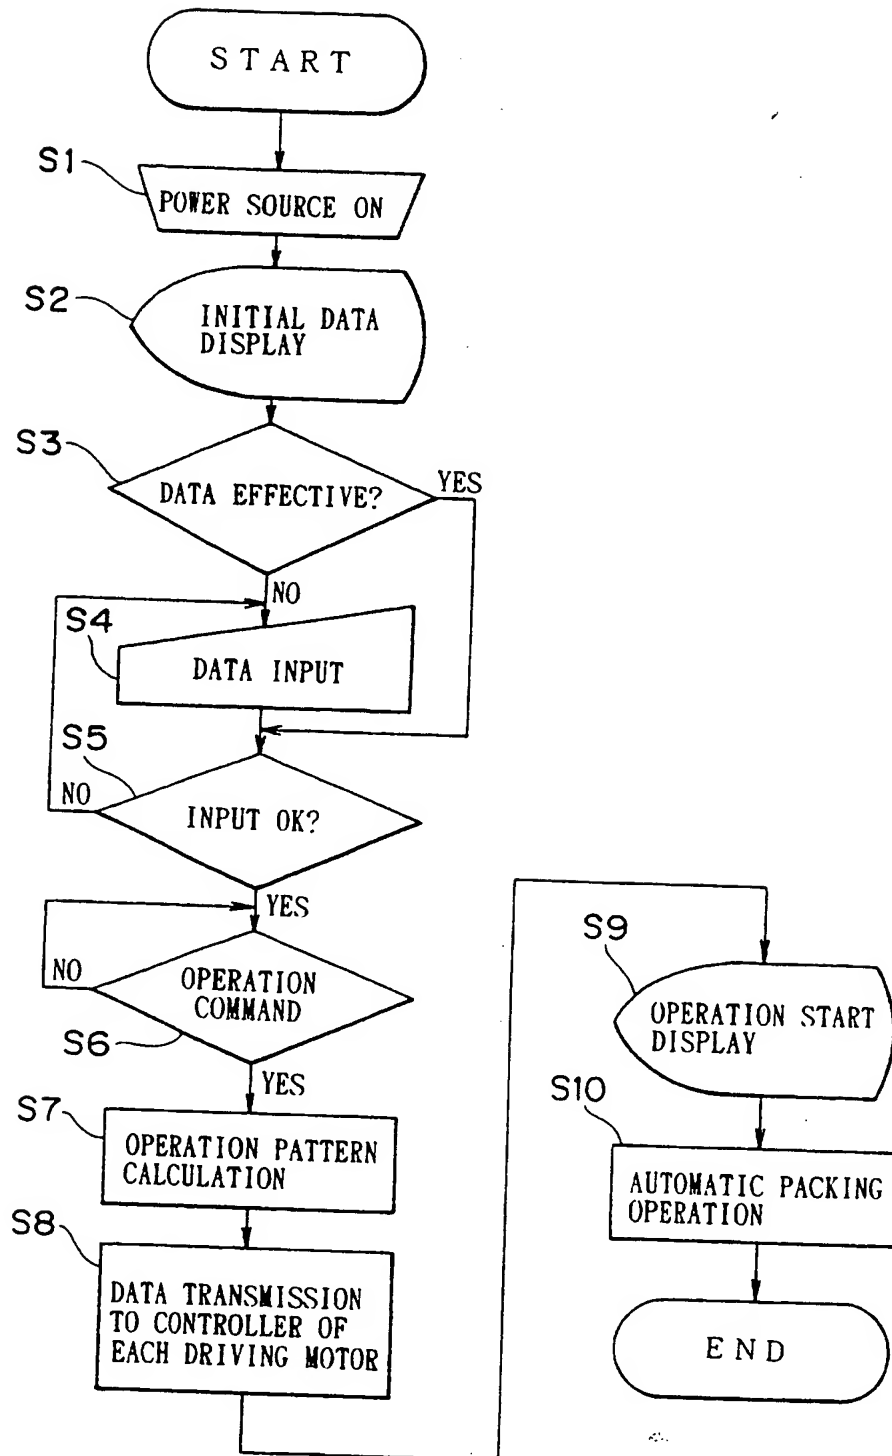 START
S1
POWER SOURCE ON
S2
INITIAL DATA
DISPLAY
S3
DATA EFFECTIVE?
YES
NO
S4
DATA INPUT
S5
NO
INPUT OK?
YES
NO
OPERATION
COMMAND
S6
YES
S7
OPERATION PATTERN
CALCULATION
S8
DATA TRANSMISSION
TO CONTROLLER OF
EACH DRIVING MOTOR
S9
OPERATION START
DISPLAY
S10
AUTOMATIC PACKING
OPERATION
END